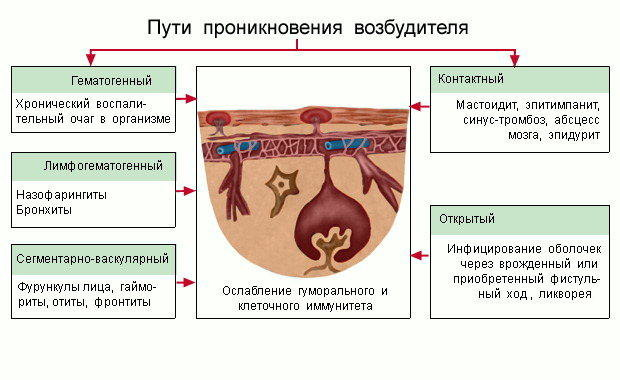 Пути проникновения возбудителя
Гематогенный
Хронический воспали-
тельный очаг в организме
Лимфогематогенный
Назофарингиты
Бронхиты
Сегментарно-васкулярный
Фурункулы лица, гаймо-
риты, отиты, фронтиты
Ослабление гуморального и
клеточного иммунитета
Контактный
Мастоидит, эпитимпанит,
синус-тромбоз, абсцесс
мозга, эпидурит
Открытый
Инфицирование оболочек
через врожденный или
приобретенный фистуль-
ный ход , ликворея